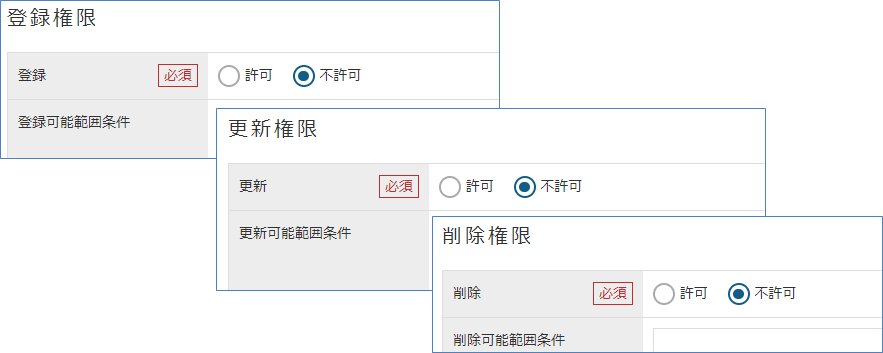 登録権限
登録 必須 許可 不許可
登録可能範囲条件
更新権限
更新 必須 許可 不許可
更新可能範囲条件
削除権限
削除 必須 許可 不許可
削除可能範囲条件